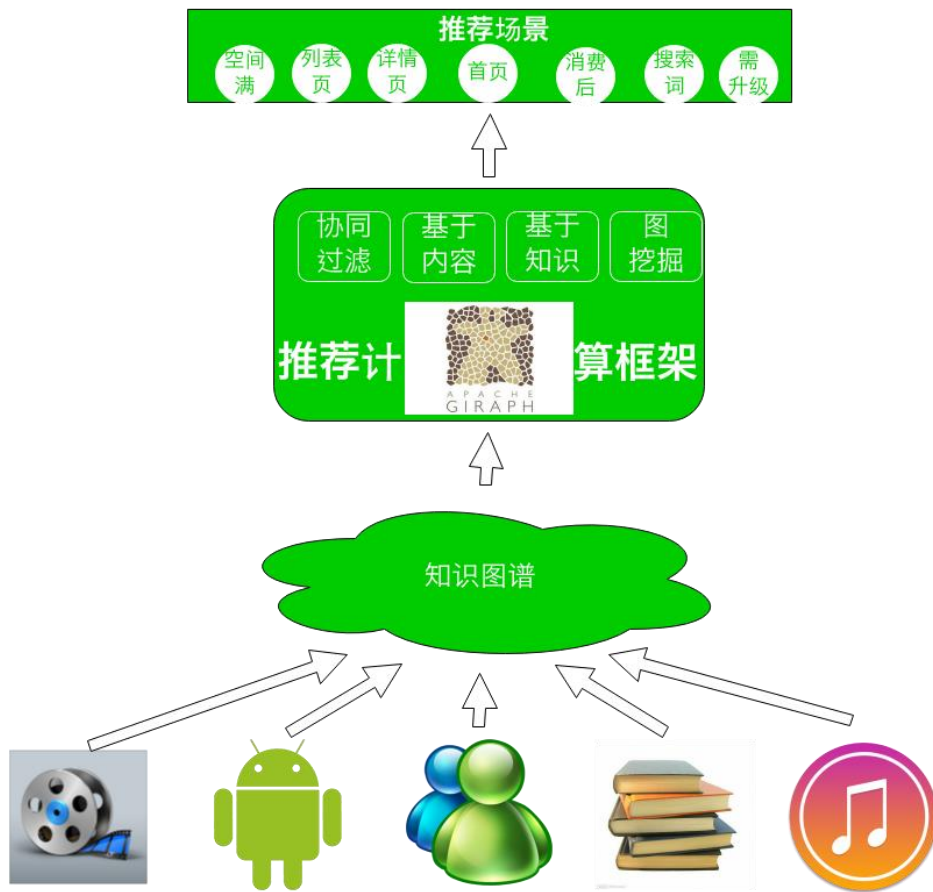 推荐场景
空间
满
列表
页
详情
页
首页
消费
后
搜索
词
需
升级
协同
过滤
基于
内容
基于
知识
图
挖掘
推荐计
算框架
APACHE
GIRAPH
知识图谱